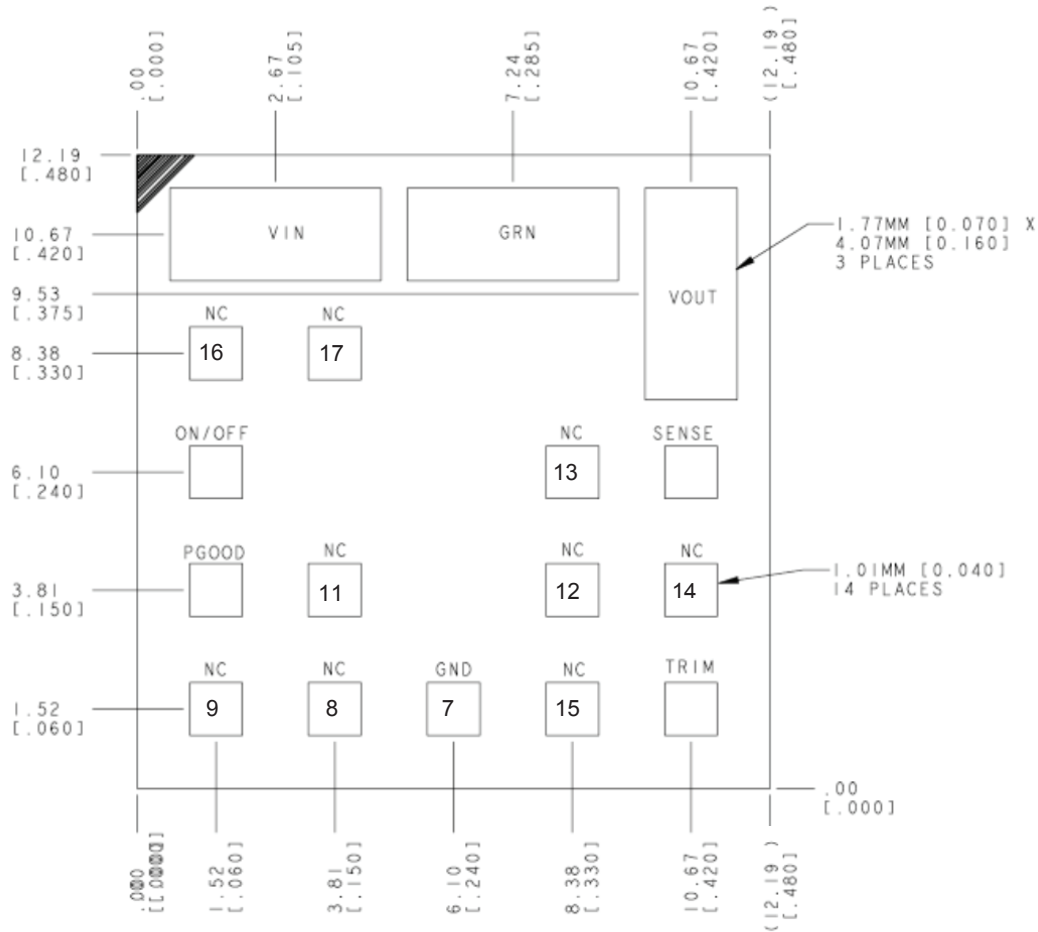 .00
[.000]
2.67
[.105]
7.24
[.285]
10.67
[.420]
(12.19 )
[.480]
12.19
[.480]
10.67
[.420]
VIN
GRN
1.77MM [0.070] X
4.07MM [0.160]
3 PLACES
9.53
[.375]
VOUT
NC
NC
8.38
[.330]
16
17
ON/OFF
NC
SENSE
6.10
[.240]
13
PGOOD
NC
NC
NC
3.81
[.150]
11
12
14
1.01MM [0.040]
14 PLACES
NC
NC
GND
NC
TRIM
1.52
[.060]
9
8
7
15
.00
[.000]
1.52
[.060]
3.81
[.150]
6.10
[.240]
8.38
[.330]
10.67
[.420]
(12.19 )
[.480]